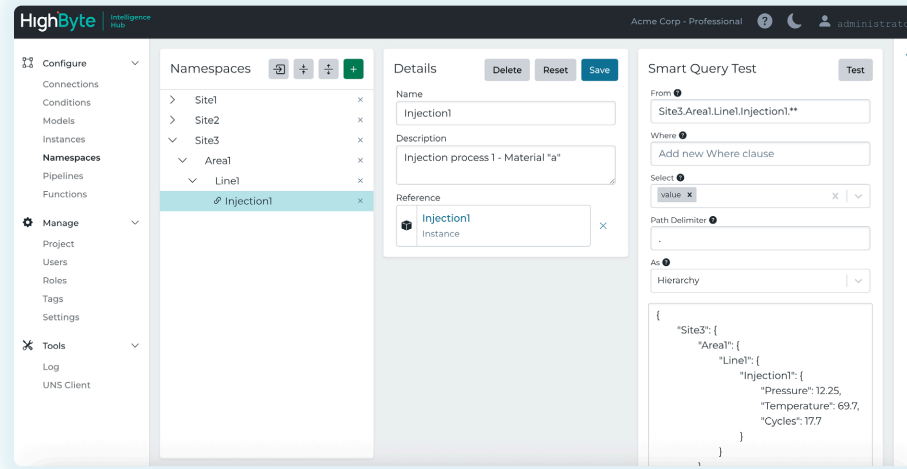 HighByte Intelligence Hub
Acme Corp - Professional
administrato
Configure
Connections
Conditions
Models
Instances
Namespaces
Pipelines
Functions
Manage
Project
Users
Roles
Tags
Settings
Tools
Log
UNS Client
Namespaces
Site1
Site2
Site3
Area1
Line1
Injection1
Details
Delete Reset Save
Name
Injection1
Description
Injection process 1 - Material "a"
Reference
Injection1
Instance
Smart Query Test
Test
From
Site3.Area1.Line1.Injection1.**
Where
Add new Where clause
Select
value
Path Delimiter
.
As
Hierarchy
{
"Site3": {
"Area1": {
"Line1": {
"Injection1": {
"Pressure": 12.25,
"Temperature": 69.7,
"Cycles": 17.7
}
}
}